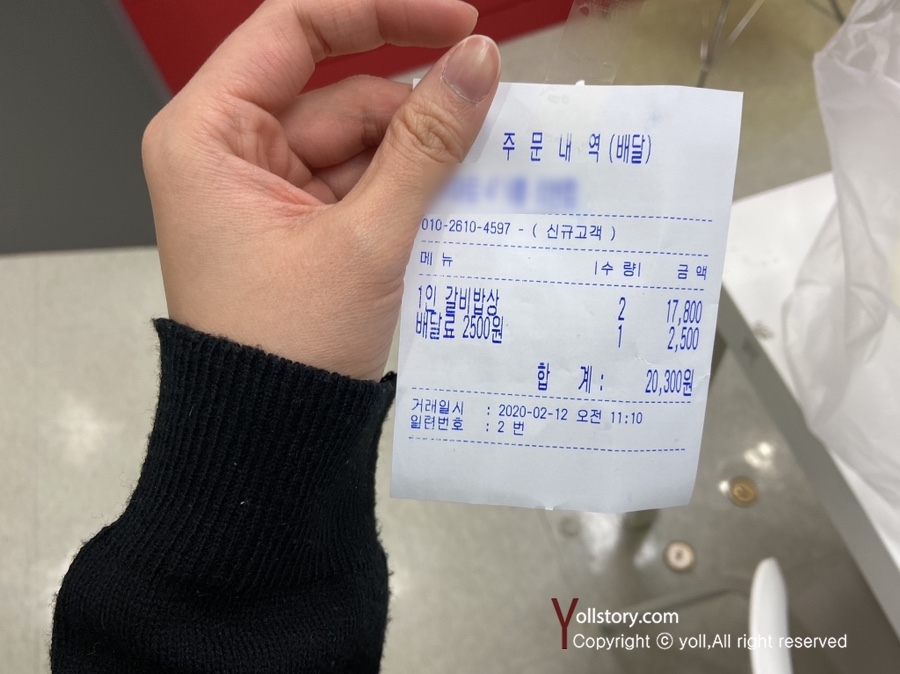 주 문 내 역 (배달)
010-2610-4597 - ( 신규고객 )
메 뉴 |수 량| 금 액
1인 갈비밥상 2 17,800
배달료 2500원 1 2,500
합 계 : 20,300원
거래일시 : 2020-02-12 오전 11:10
일련번호 : 2 번
Yollstory.com
Copyright ⓒ yoll,All right reserved